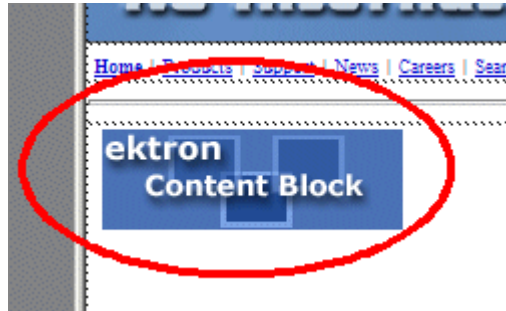 Home | Products | Support | News | Careers | Sear
ektron
Content Block